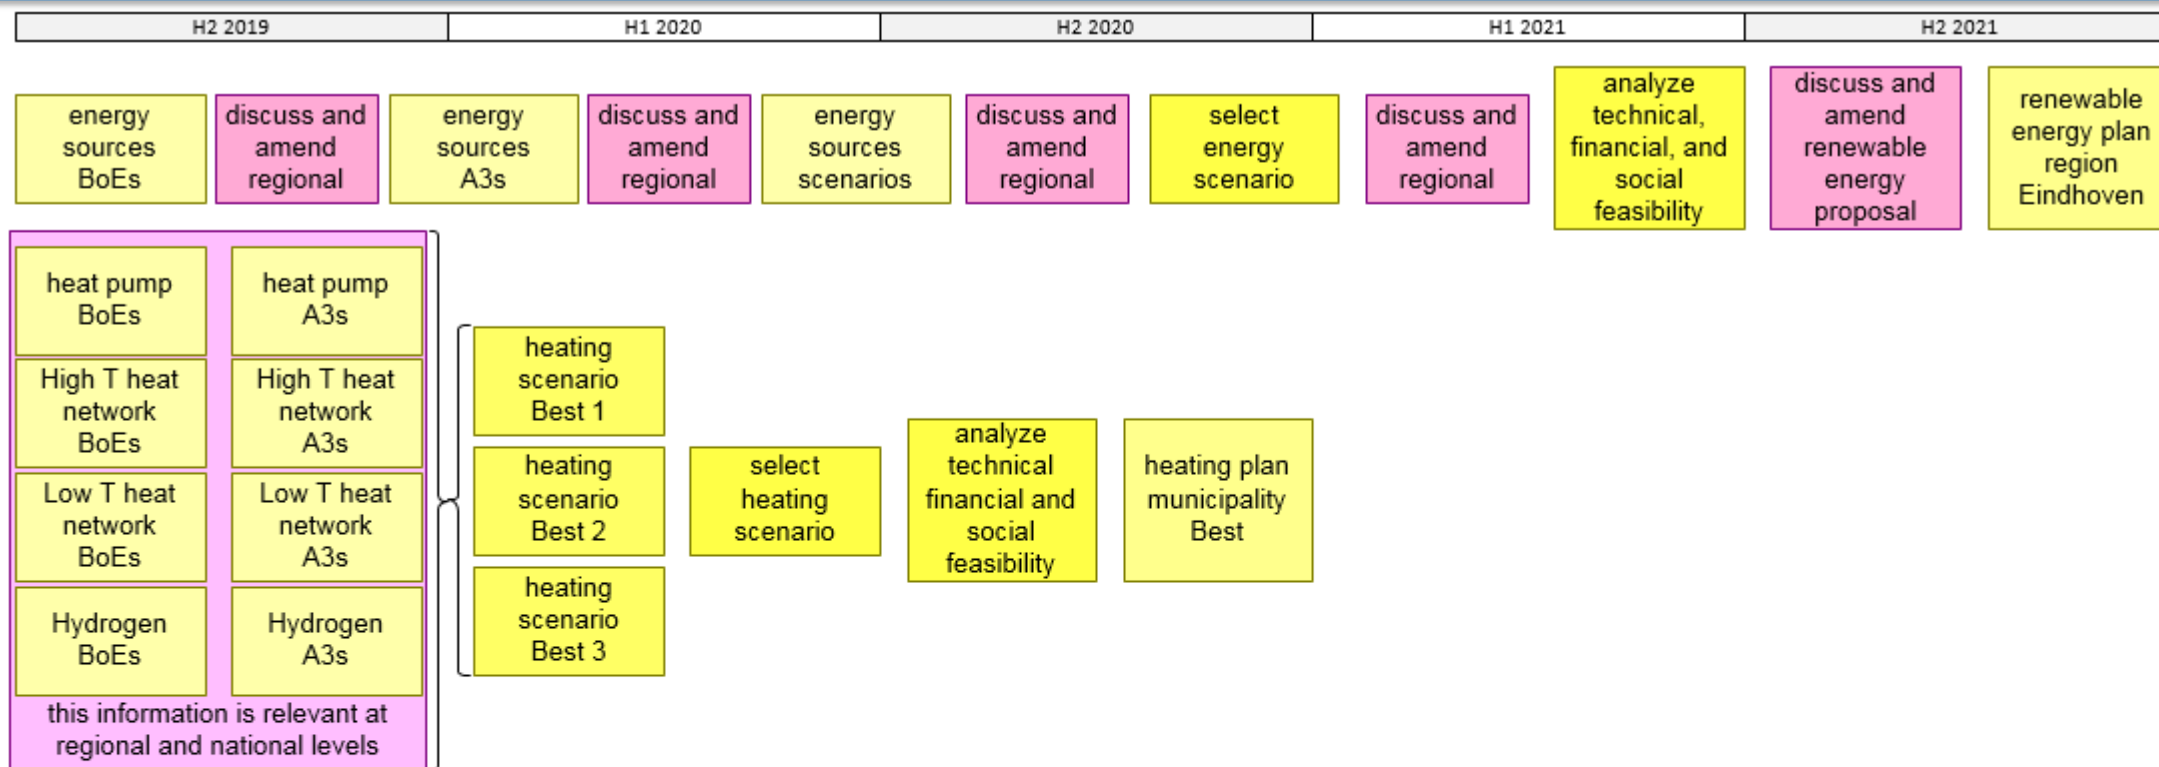 H2 2019
H1 2020
H2 2020
H1 2021
H2 2021
energy
sources
BoEs
discuss and
amend
regional
energy
sources
A3s
discuss and
amend
regional
energy
sources
scenarios
discuss and
amend
regional
select
energy
scenario
discuss and
amend
regional
analyze
technical,
financial, and
social
feasibility
discuss and
amend
renewable
energy
proposal
renewable
energy plan
region
Eindhoven
heat pump
BoEs
heat pump
A3s
High T heat
network
BoEs
High T heat
network
A3s
Low T heat
network
BoEs
Low T heat
network
A3s
Hydrogen
BoEs
Hydrogen
A3s
this information is relevant at
regional and national levels
heating
scenario
Best 1
heating
scenario
Best 2
heating
scenario
Best 3
select
heating
scenario
analyze
technical
financial and
social
feasibility
heating plan
municipality
Best